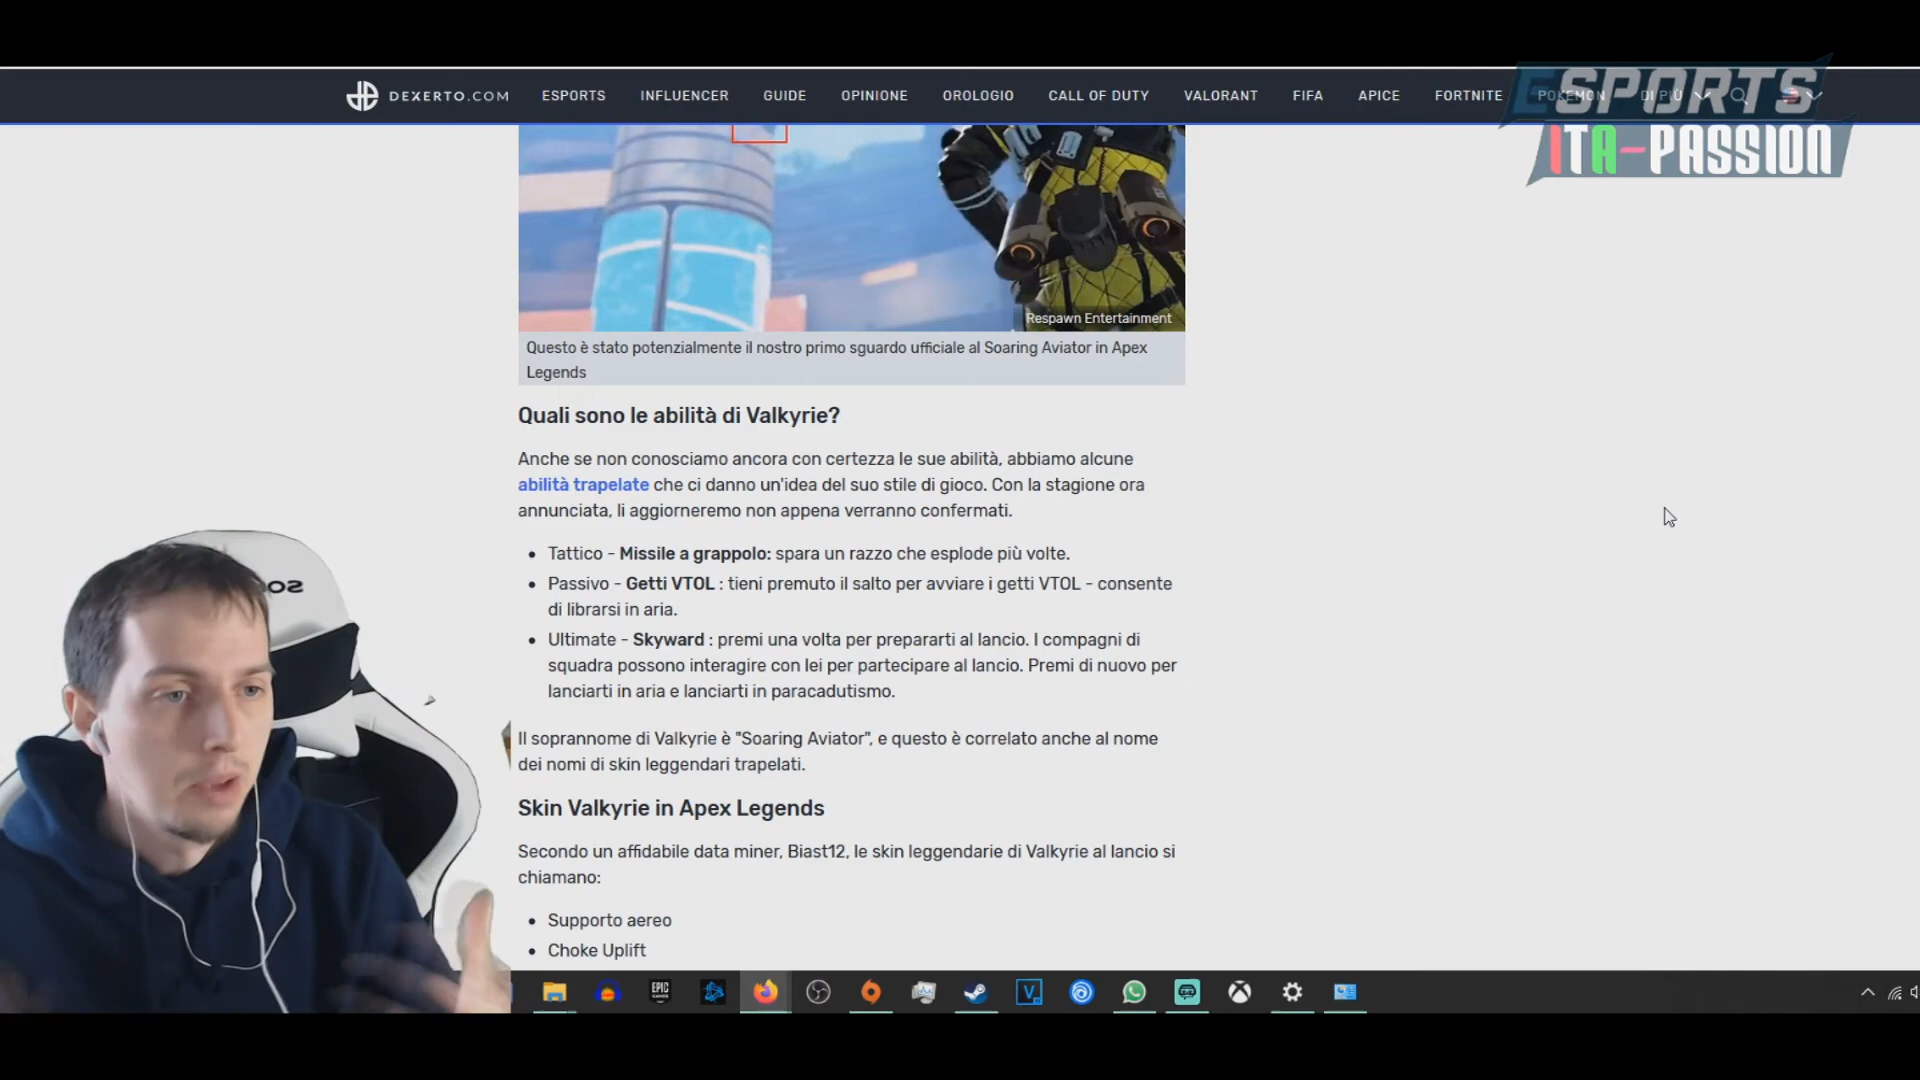 DEXERTO.COM ESPORTS INFLUENCER GUIDE OPINIONE OROLOGIO CALL OF DUTY VALORANT FIFA APICE FORTNITE POKEMON DI PIÙ
ESPORTS
ITA-PASSION
Respawn Entertainment
Questo è stato potenzialmente il nostro primo sguardo ufficiale al Soaring Aviator in Apex
Legends
Quali sono le abilità di Valkyrie?
Anche se non conosciamo ancora con certezza le sue abilità, abbiamo alcune
abilità trapelate che ci danno un'idea del suo stile di gioco. Con la stagione ora
annunciata, li aggiorneremo non appena verranno confermati.
• Tattico - Missile a grappolo: spara un razzo che esplode più volte.
• Passivo - Getti VTOL : tieni premuto il salto per avviare i getti VTOL - consente
di librarsi in aria.
• Ultimate - Skyward : premi una volta per prepararti al lancio. I compagni di
squadra possono interagire con lei per partecipare al lancio. Premi di nuovo per
lanciarti in aria e lanciarti in paracadutismo.
Il soprannome di Valkyrie è "Soaring Aviator", e questo è correlato anche al nome
dei nomi di skin leggendari trapelati.
Skin Valkyrie in Apex Legends
Secondo un affidabile data miner, Biast12, le skin leggendarie di Valkyrie al lancio si
chiamano:
• Supporto aereo
• Choke Uplift
EPIC
V